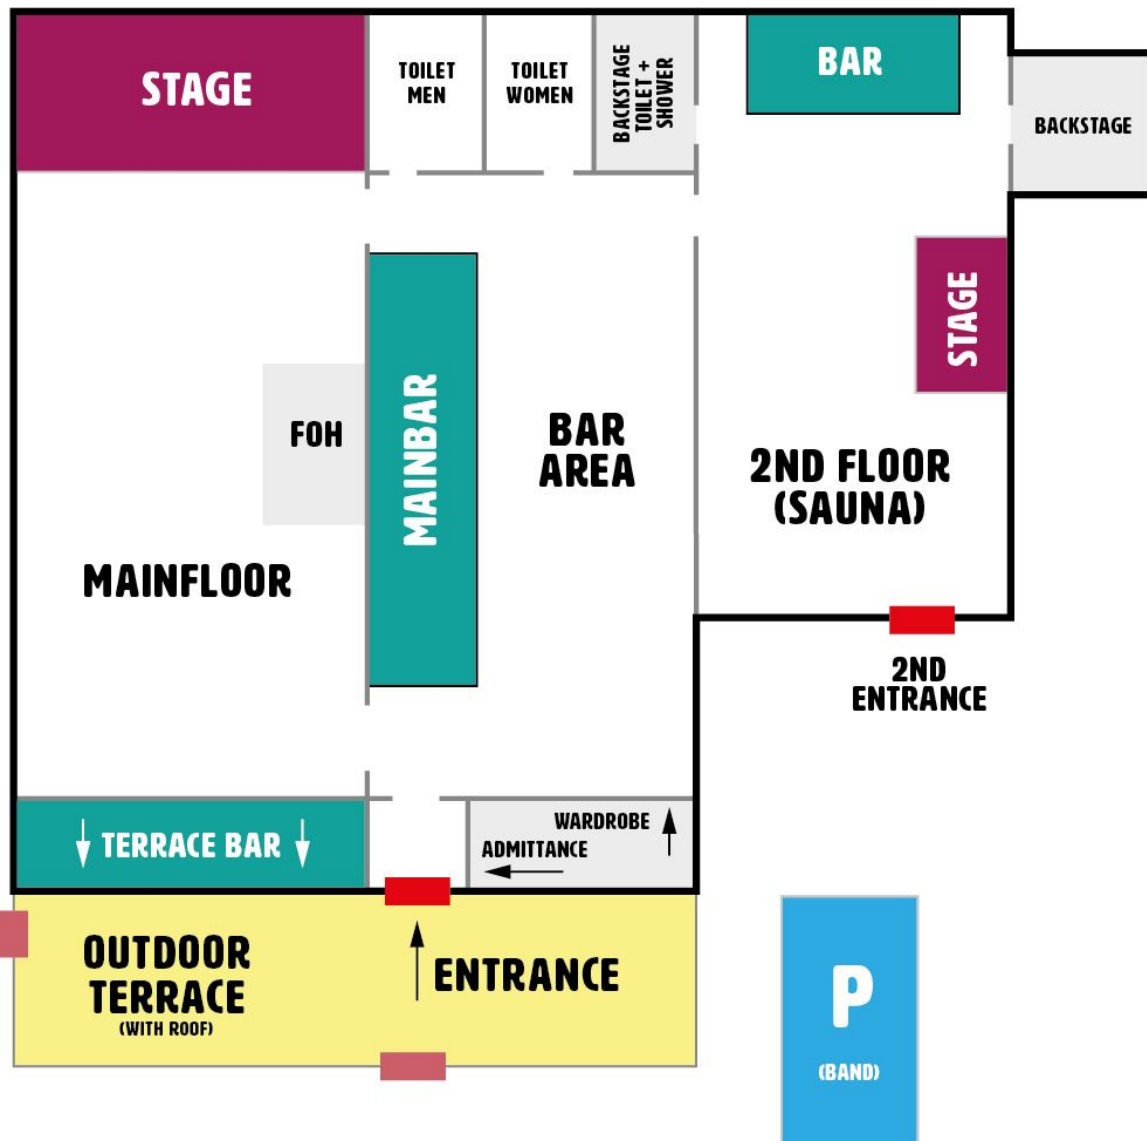 STAGE
TOILET
MEN
TOILET
WOMEN
BACKSTAGE
TOILET +
SHOWER
BAR
BACKSTAGE
STAGE
FOH
MAINBAR
BAR
AREA
2ND FLOOR
(SAUNA)
MAINFLOOR
2ND
ENTRANCE
TERRACE BAR
WARDROBE
ADMITTANCE
OUTDOOR
TERRACE
(WITH ROOF)
ENTRANCE
P
(BAND)